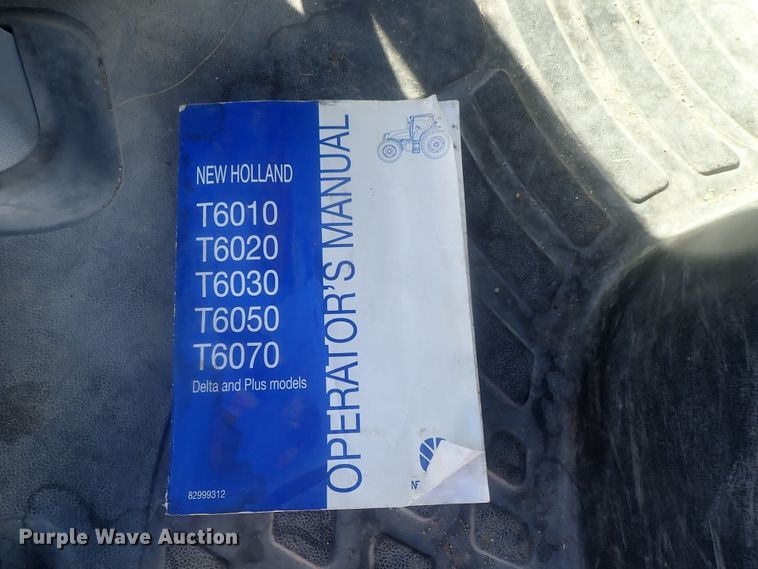 NEW HOLLAND
T6010
T6020
T6030
T6050
T6070
Delta and Plus models
82999312
OPERATOR'S MANUAL
Purple Wave Auction